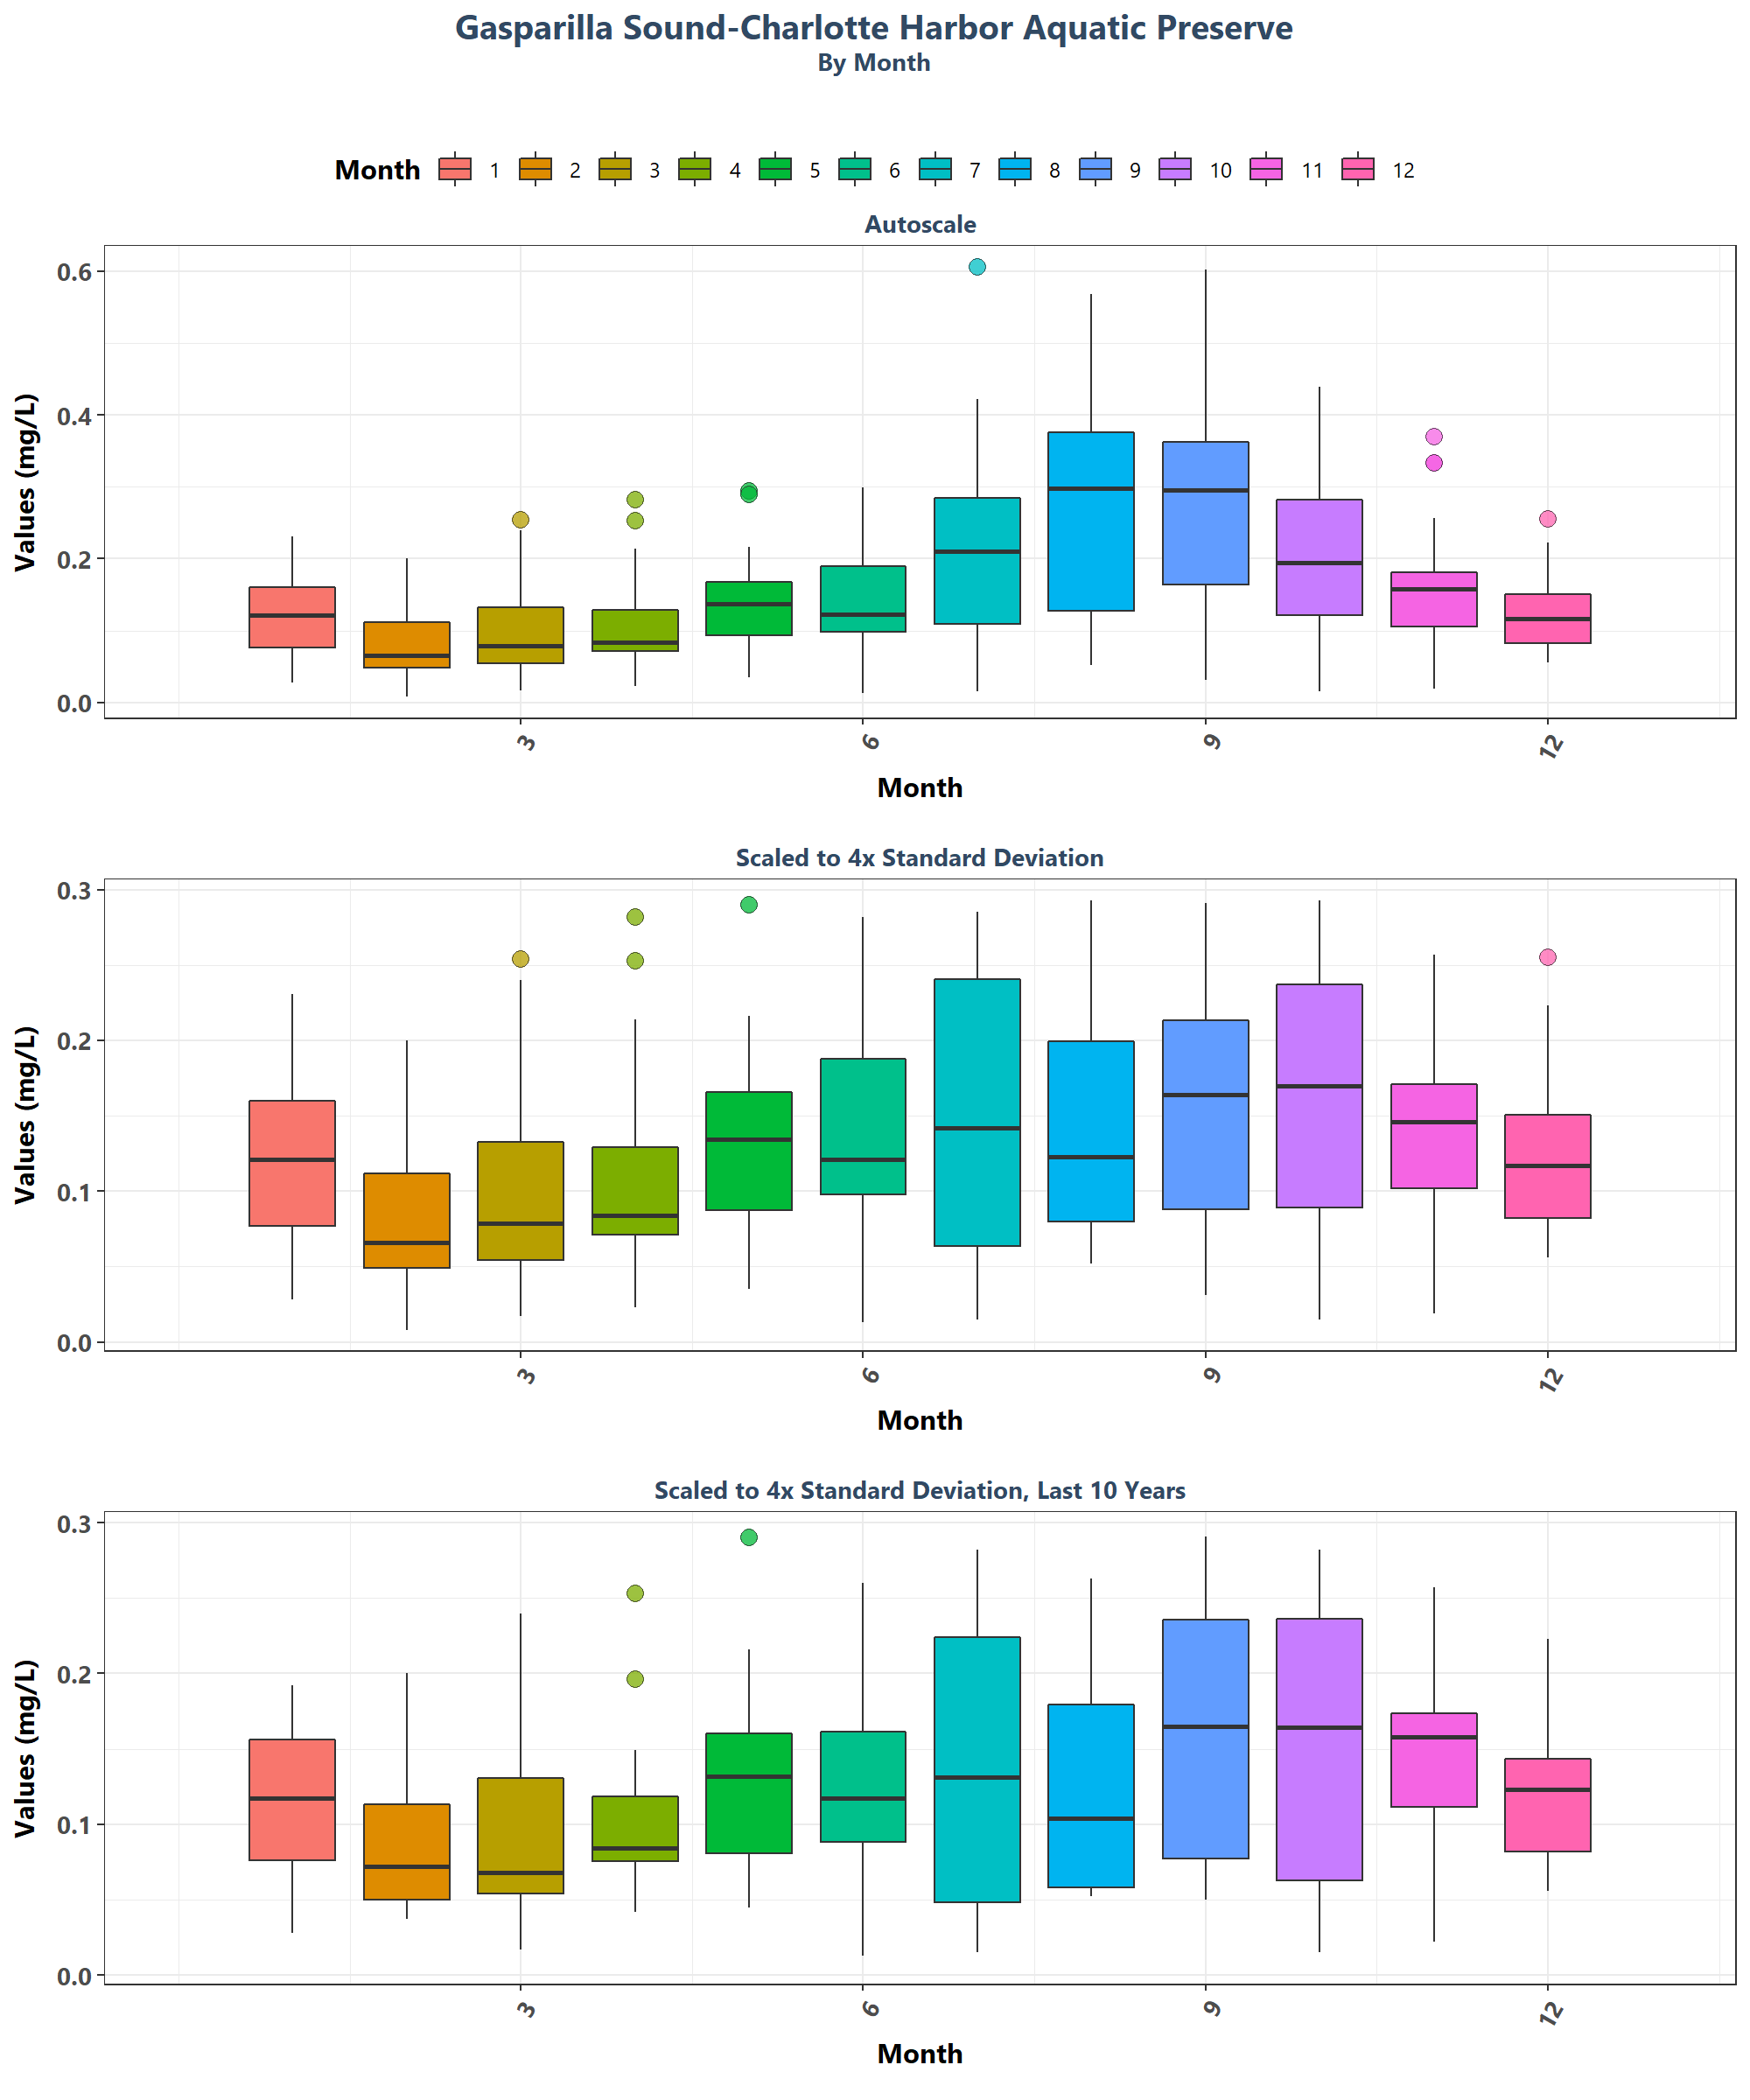 Gasparilla Sound-Charlotte Harbor Aquatic Preserve
By Month
Month 1 2 3 4 5 6 7 8 9 10 11 12
Autoscale
Values (mg/L)
0.6
0.4
0.2
0.0
3 6 9 12
Month
Scaled to 4x Standard Deviation
Values (mg/L)
0.3
0.2
0.1
0.0
3 6 9 12
Month
Scaled to 4x Standard Deviation, Last 10 Years
Values (mg/L)
0.3
0.2
0.1
0.0
3 6 9 12
Month